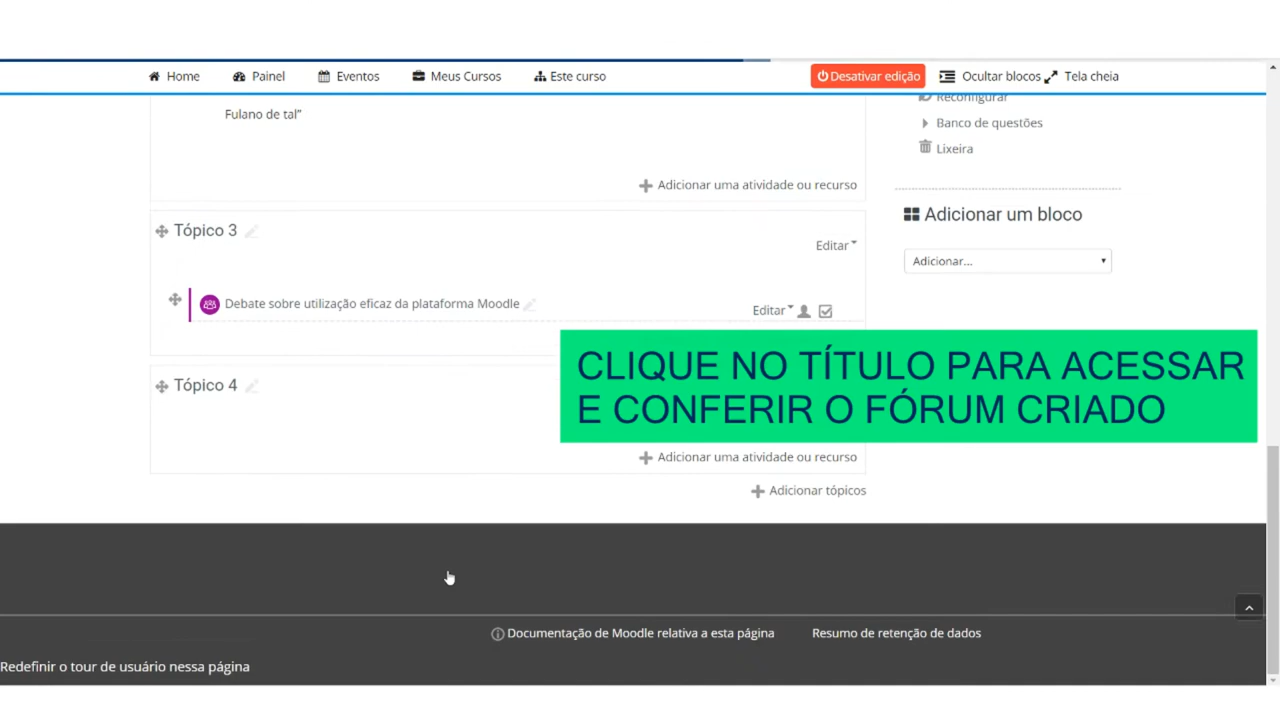 Home Painel Eventos Meus Cursos Este curso Desativar edição Ocultar blocos Tela cheia
Reconfigurar
Fulano de tal”
Banco de questões
Lixeira
Adicionar uma atividade ou recurso
Tópico 3
Editar
Adicionar um bloco
Adicionar...
Debate sobre utilização eficaz da plataforma Moodle
Editar
CLIQUE NO TÍTULO PARA ACESSAR
E CONFERIR O FÓRUM CRIADO
Tópico 4
Adicionar uma atividade ou recurso
Adicionar tópicos
Documentação de Moodle relativa a esta página Resumo de retenção de dados
Redefinir o tour de usuário nessa página